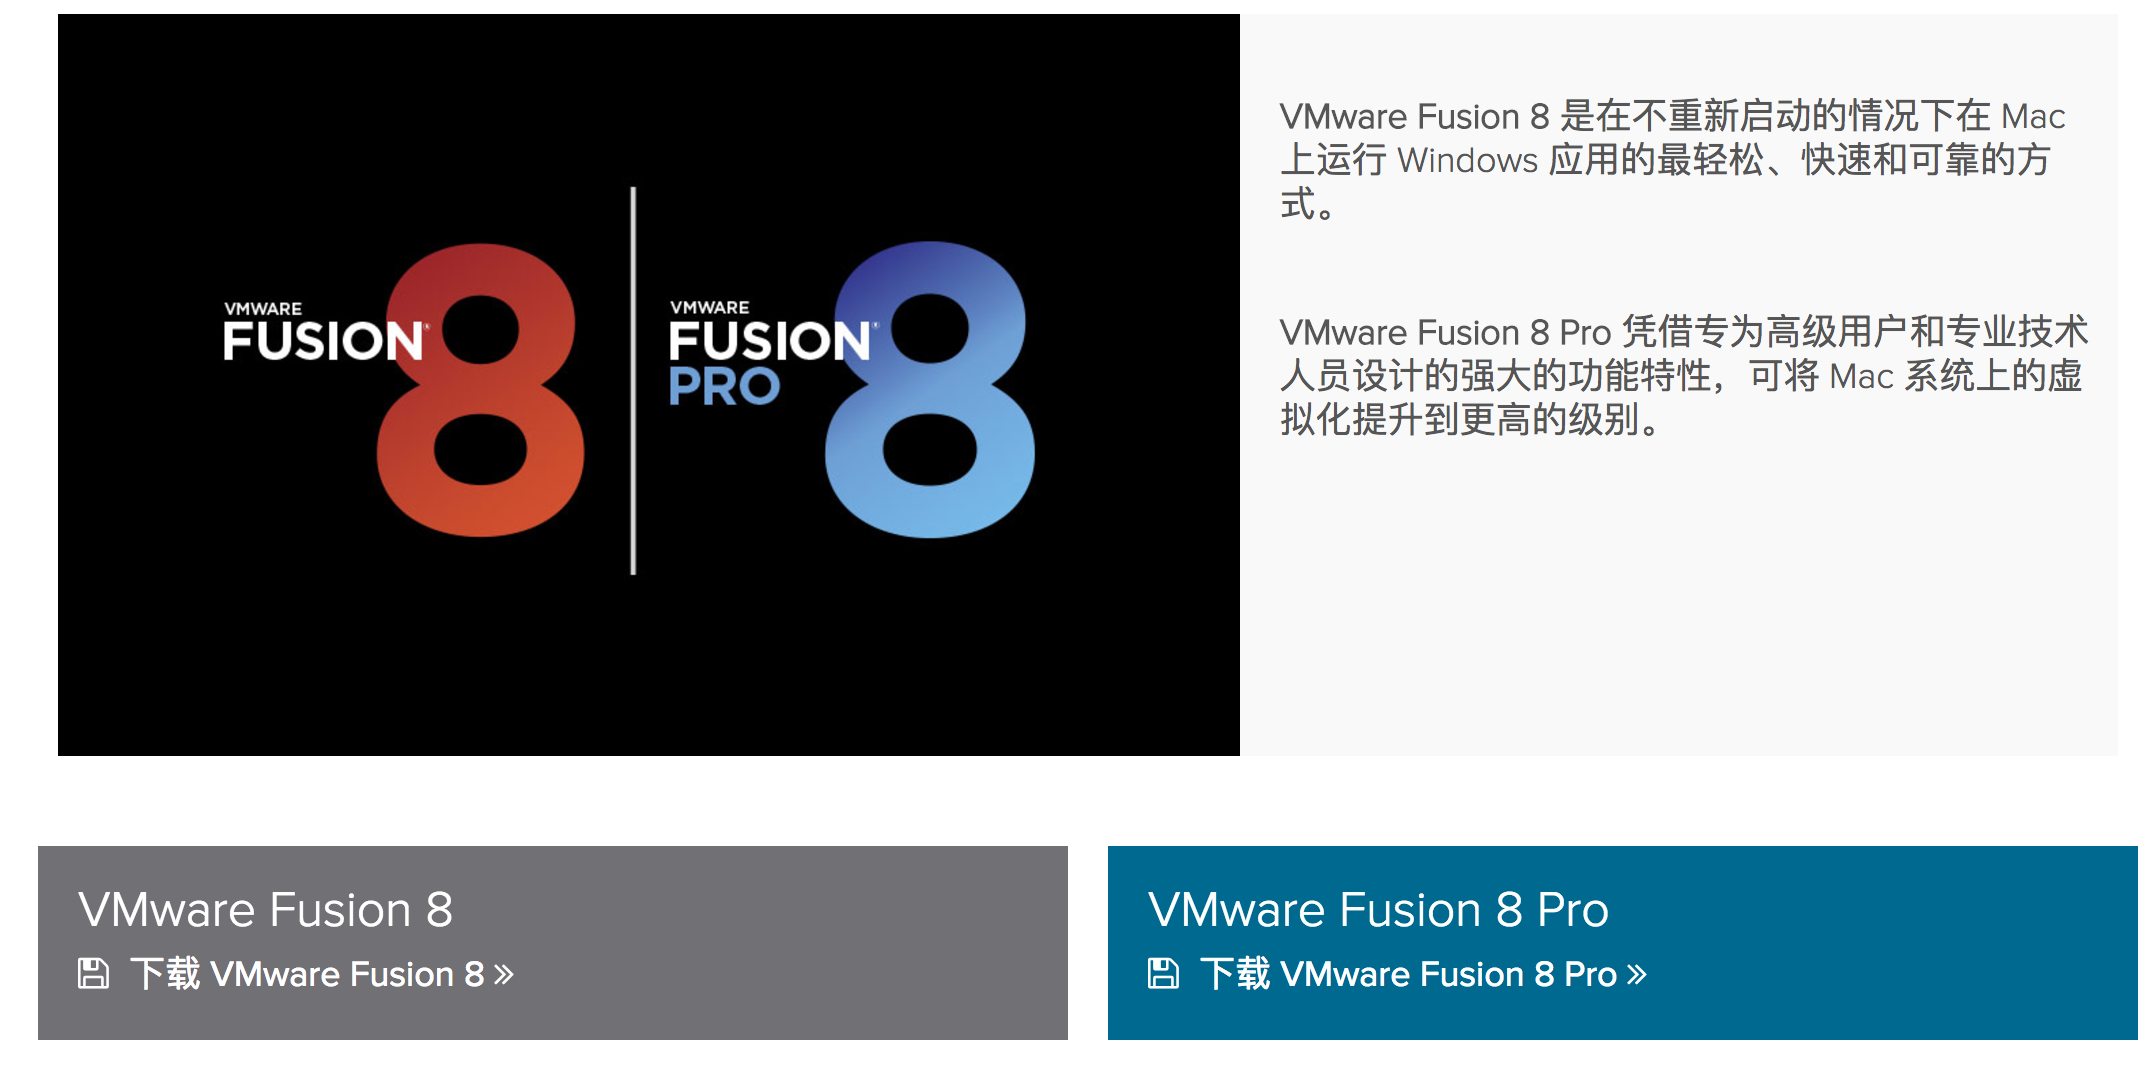 VMWARE
FUSION®
8
VMWARE
FUSION®
PRO
8
VMware Fusion 8 是在不重新启动的情况下在 Mac
上运行 Windows 应用的最轻松、快速和可靠的方
式。
VMware Fusion 8 Pro 凭借专为高级用户和专业技术
人员设计的强大的功能特性，可将 Mac 系统上的虚
拟化提升到更高的级别。
VMware Fusion 8
下载 VMware Fusion 8 »
VMware Fusion 8 Pro
下载 VMware Fusion 8 Pro »